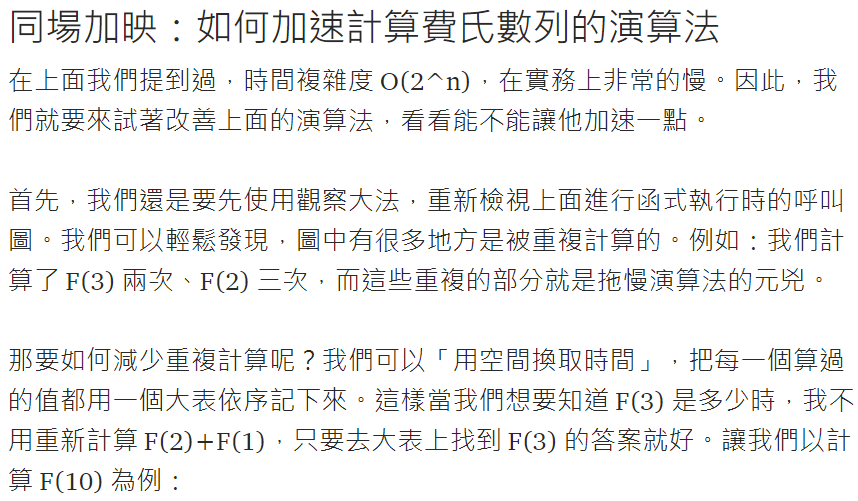 同場加映：如何加速計算費氏數列的演算法
在上面我們提到過，時間複雜度 O(2^n)，在實務上非常的慢。因此，我
們就要來試著改善上面的演算法，看看能不能讓他加速一點。
首先，我們還是要先使用觀察大法，重新檢視上面進行函式執行時的呼叫
圖。我們可以輕鬆發現，圖中有很多地方是被重複計算的。例如：我們計
算了 F(3) 兩次、F(2) 三次，而這些重複的部分就是拖慢演算法的元兇。
那要如何減少重複計算呢？我們可以「用空間換取時間」，把每一個算過
的值都用一個大表依序記下來。這樣當我們想要知道 F(3) 是多少時，我不
用重新計算 F(2)+F(1)，只要去大表上找到 F(3) 的答案就好。讓我們以計
算 F(10) 為例：